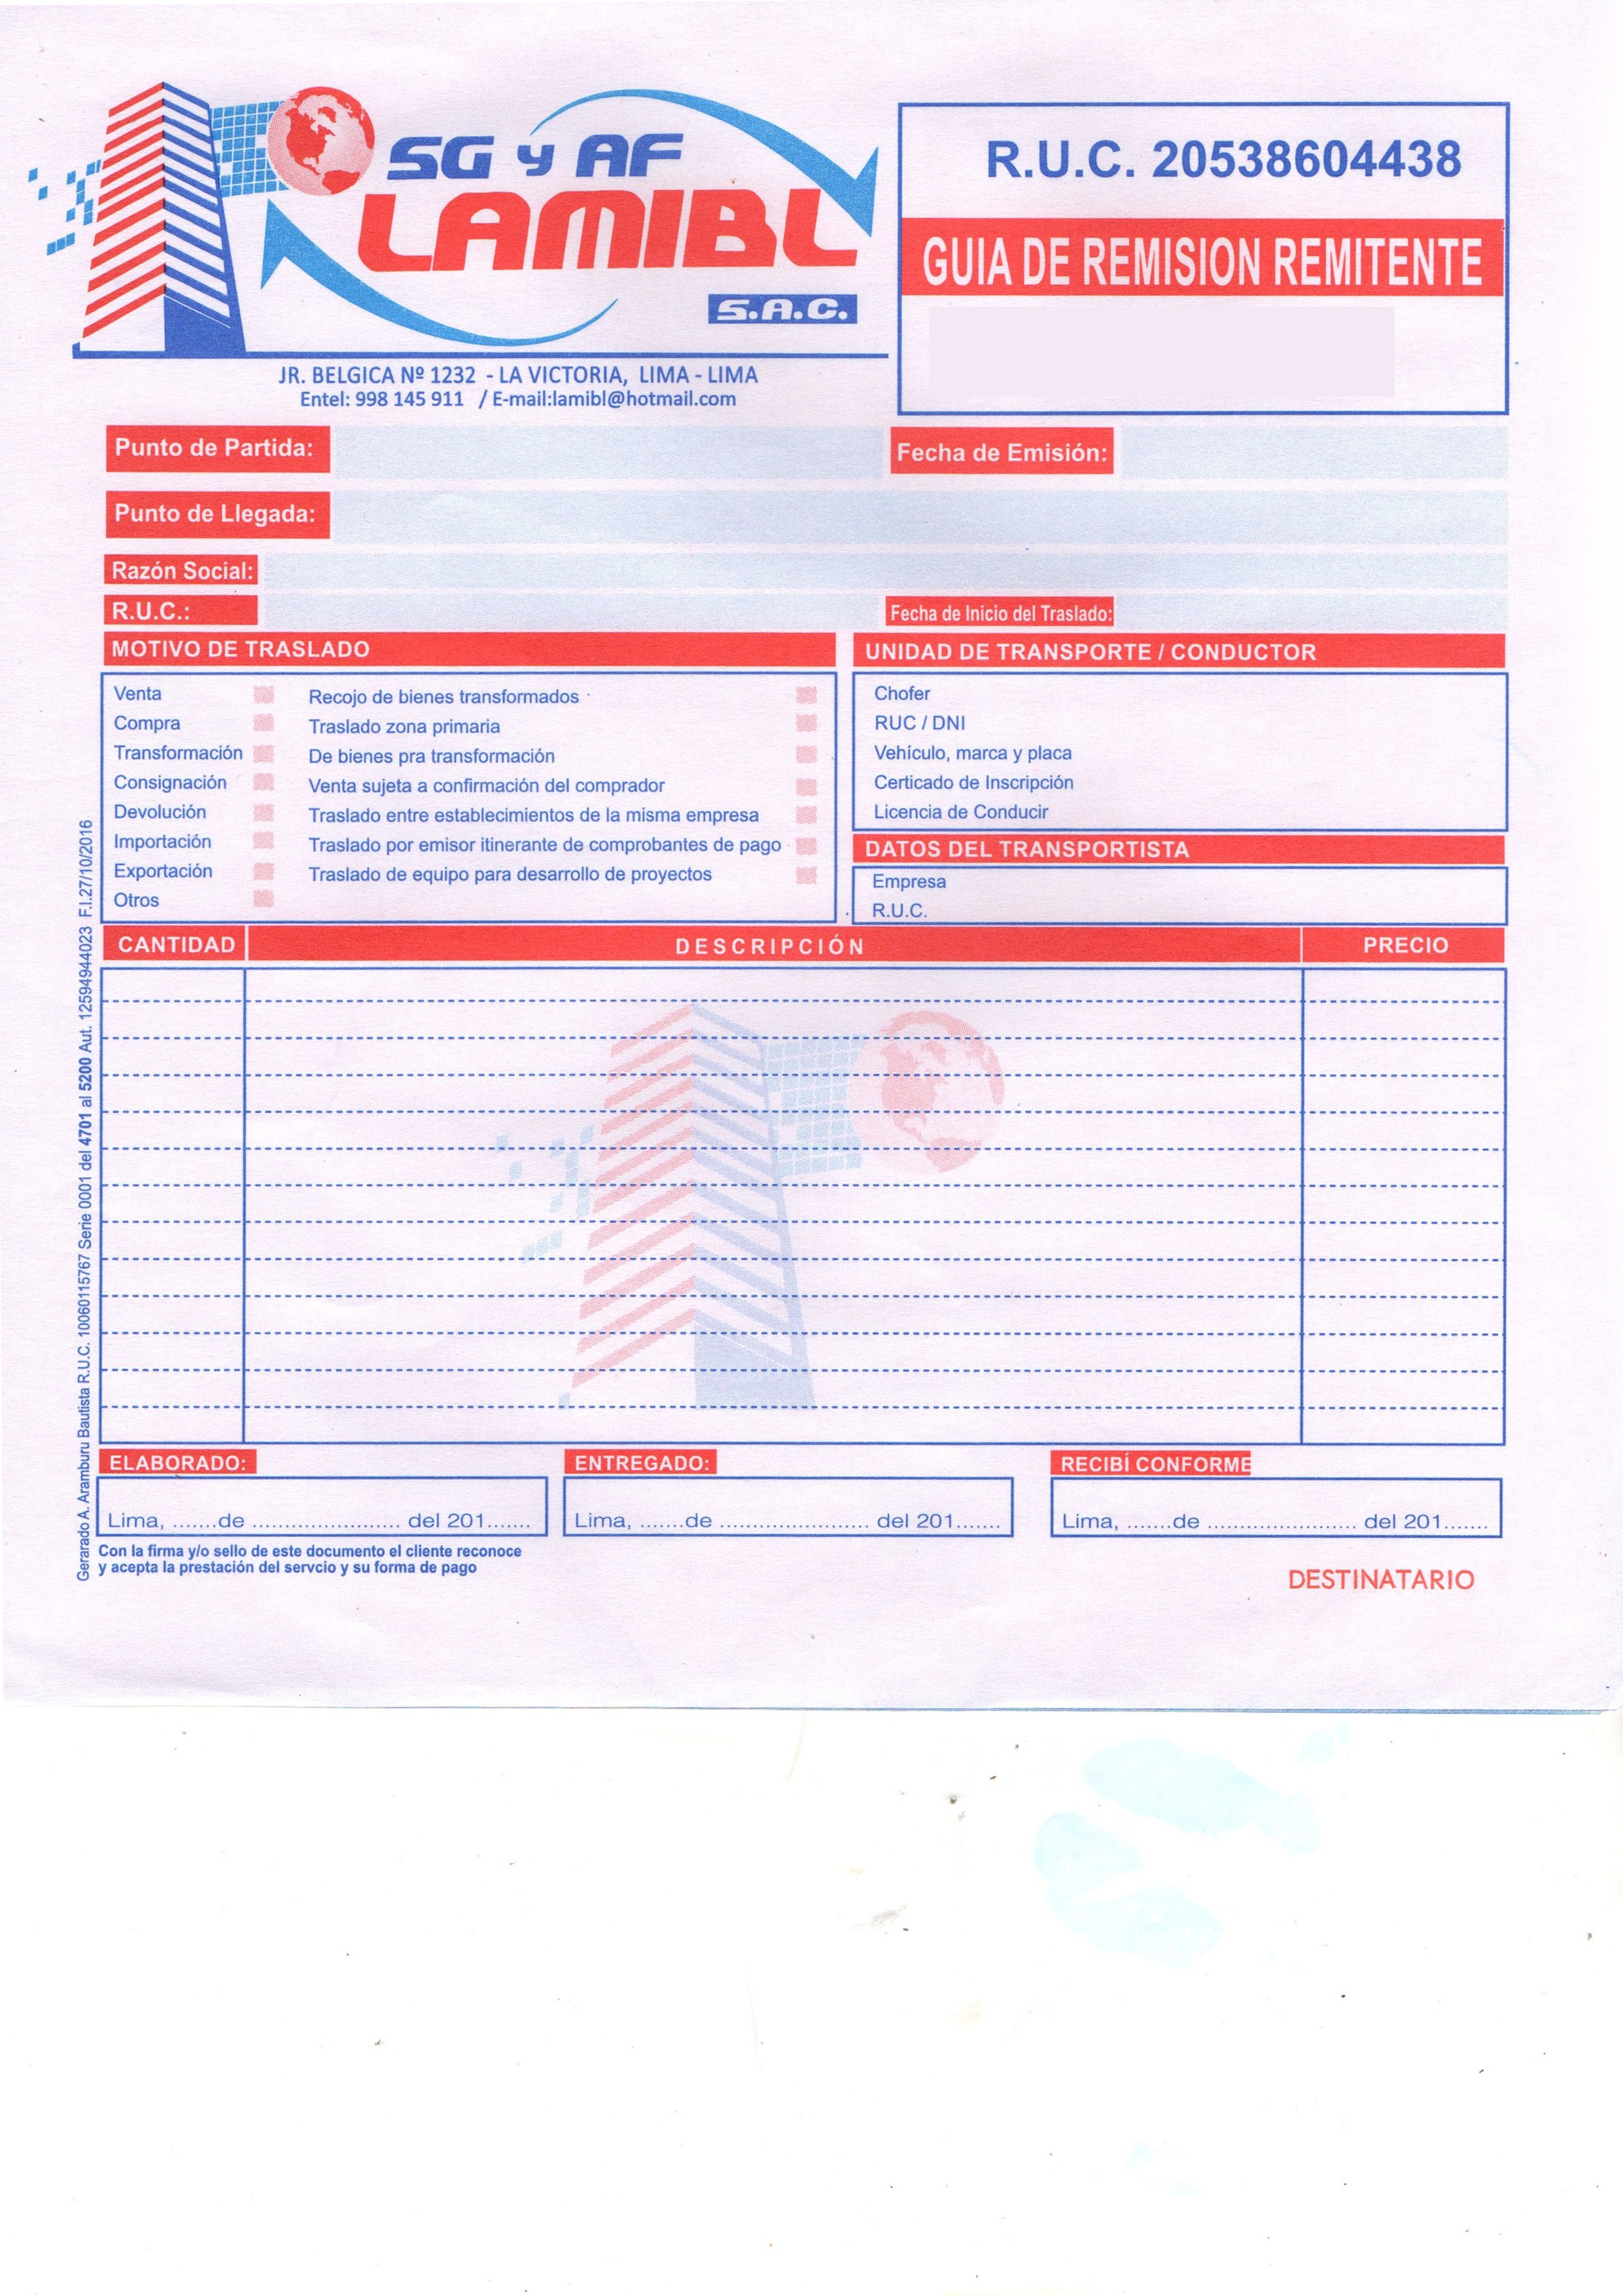 SG y AF
LAMIBL
S.A.C.
JR. BELGICA Nº 1232 - LA VICTORIA, LIMA - LIMA
Entel: 998 145 911 / E-mail:lamibl@hotmail.com
R.U.C. 20538604438
GUIA DE REMISION REMITENTE
Punto de Partida:
Fecha de Emisión:
Punto de Llegada:
Razón Social:
R.U.C.:
Fecha de Inicio del Traslado:
MOTIVO DE TRASLADO
Venta
Compra
Transformación
Consignación
Devolución
Importación
Exportación
Otros
Recojo de bienes transformados
Traslado zona primaria
De bienes pra transformación
Venta sujeta a confirmación del comprador
Traslado entre establecimientos de la misma empresa
Traslado por emisor itinerante de comprobantes de pago
Traslado de equipo para desarrollo de proyectos
UNIDAD DE TRANSPORTE / CONDUCTOR
Chofer
RUC / DNI
Vehículo, marca y placa
Certicado de Inscripción
Licencia de Conducir
DATOS DEL TRANSPORTISTA
Empresa
R.U.C.
CANTIDAD DESCRIPCIÓN PRECIO
Gerarado A. Aramburu Bautista R.U.C. 10060115767 Serie 0001 del 4701 al 5200 Aut. 12594944023 F.I.27/10/2016
ELABORADO:
Lima, .......de ....................... del 201.......
ENTREGADO:
Lima, .......de ....................... del 201.......
RECIBÍ CONFORME
Lima, .......de ....................... del 201.......
Con la firma y/o sello de este documento el cliente reconoce
y acepta la prestación del servcio y su forma de pago
DESTINATARIO